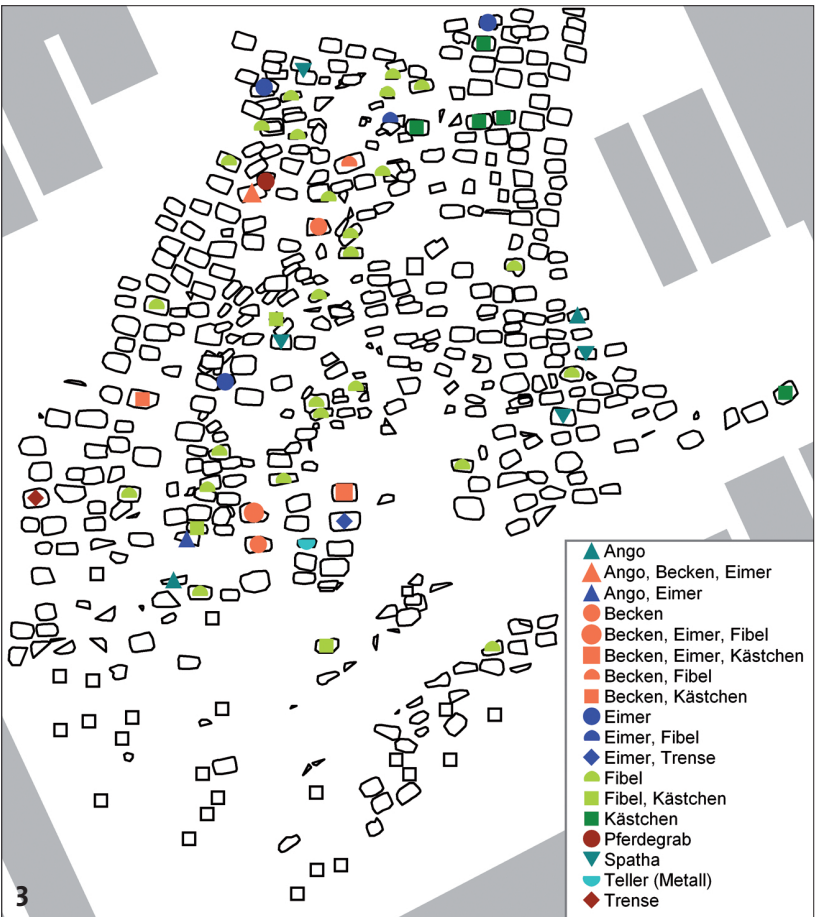 Ango
Ango, Becken, Eimer
Ango, Eimer
Becken
Becken, Eimer, Fibel
Becken, Eimer, Kästchen
Becken, Fibel
Becken, Kästchen
Eimer
Eimer, Fibel
Eimer, Trense
Fibel
Fibel, Kästchen
Kästchen
Pferdegrab
Spatha
Teller (Metall)
Trense
3